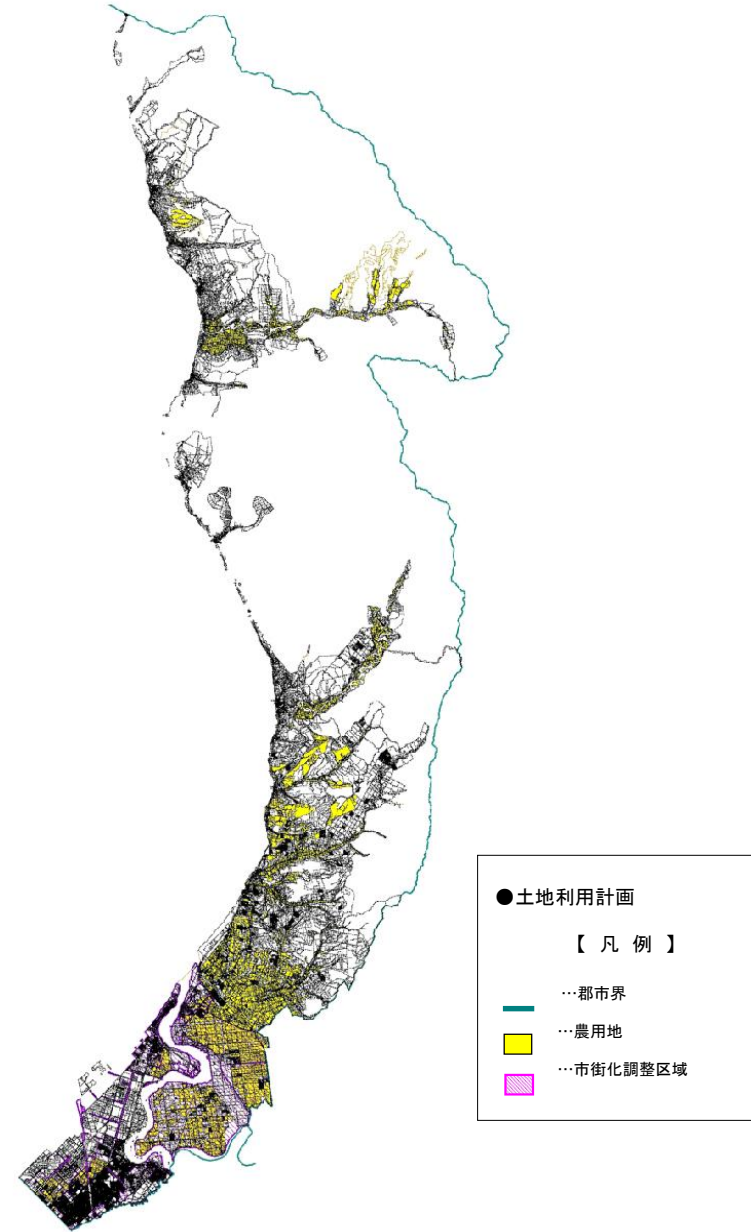 ●土地利用計画
【 凡 例 】
…郡市界
…農用地
…市街化調整区域